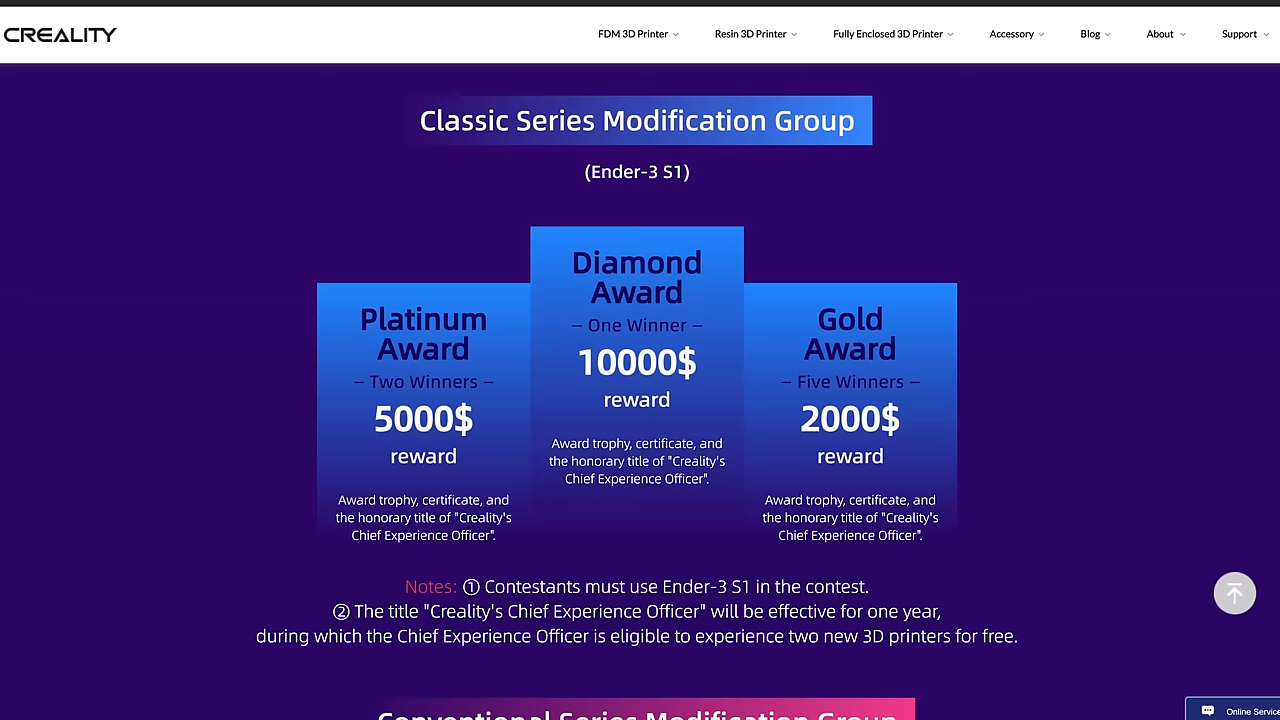 CREALITY
FDM 3D Printer
Resin 3D Printer
Fully Enclosed 3D Printer
Accessory
Blog
About
Support
Classic Series Modification Group
(Ender-3 S1)
Diamond
Award
– One Winner –
10000$
reward
Award trophy, certificate, and
the honorary title of "Creality's
Chief Experience Officer".
Platinum
Award
– Two Winners –
5000$
reward
Award trophy, certificate, and
the honorary title of "Creality's
Chief Experience Officer".
Gold
Award
– Five Winners –
2000$
reward
Award trophy, certificate, and
the honorary title of "Creality's
Chief Experience Officer".
Notes: ① Contestants must use Ender-3 S1 in the contest.
② The title "Creality's Chief Experience Officer" will be effective for one year,
during which the Chief Experience Officer is eligible to experience two new 3D printers for free.
Conventional Series Modification Group
Online Service